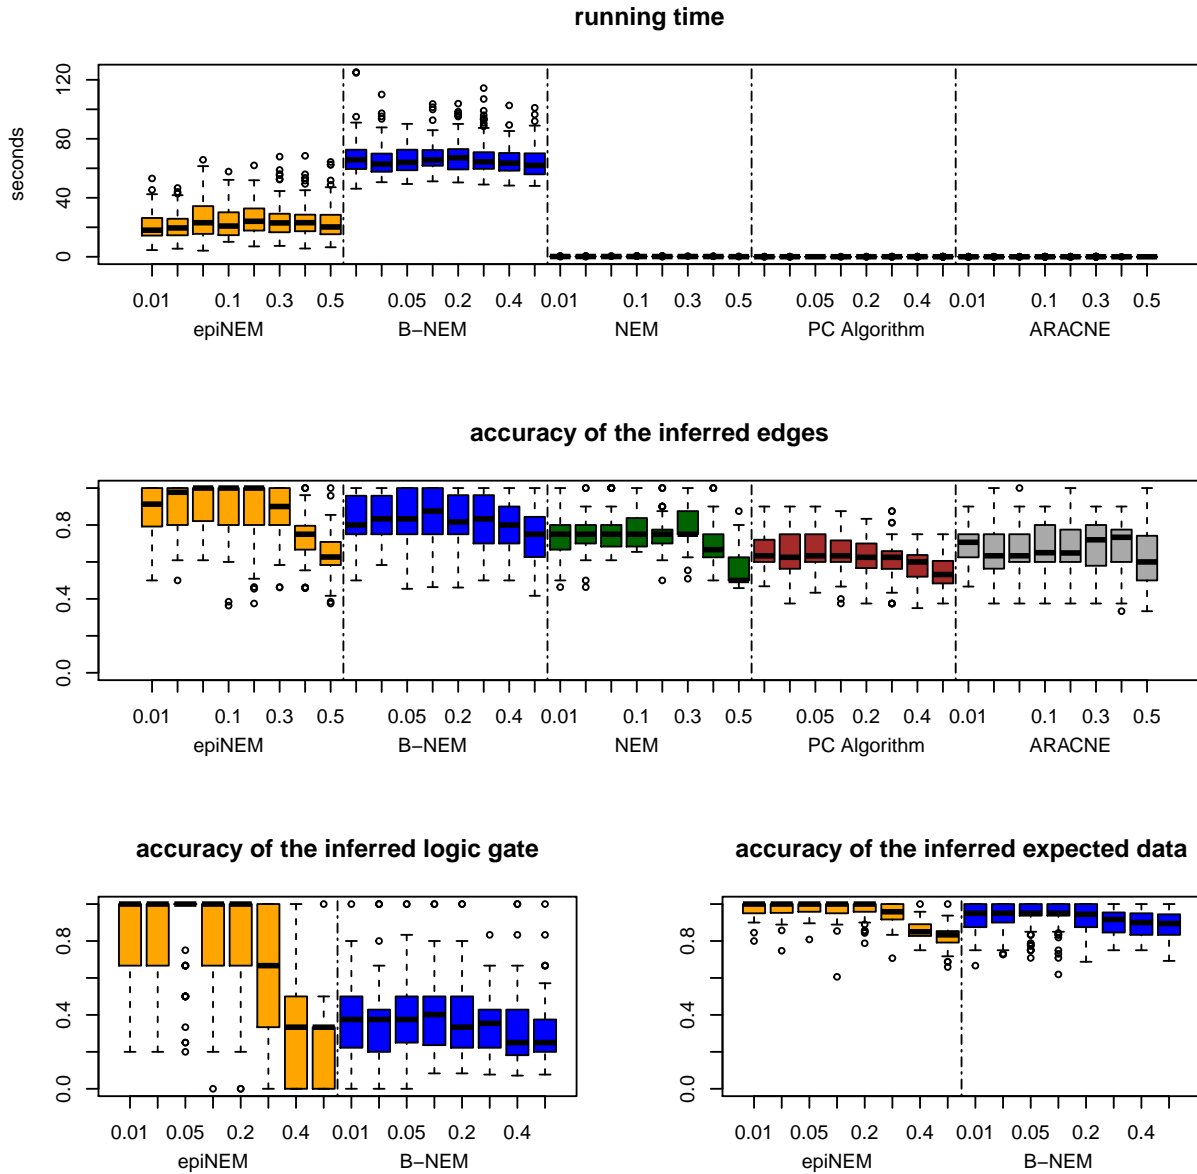 running time
seconds
0 40 80 120
0.01 0.1 0.3 0.5 0.05 0.2 0.4 0.01 0.1 0.3 0.5 0.05 0.2 0.4 0.01 0.1 0.3 0.5
epiNEM B−NEM NEM PC Algorithm ARACNE
accuracy of the inferred edges
0.0 0.4 0.8
0.01 0.1 0.3 0.5 0.05 0.2 0.4 0.01 0.1 0.3 0.5 0.05 0.2 0.4 0.01 0.1 0.3 0.5
epiNEM B−NEM NEM PC Algorithm ARACNE
accuracy of the inferred logic gate
0.0 0.4 0.8
0.01 0.05 0.2 0.4 0.01 0.05 0.2 0.4
epiNEM B−NEM
accuracy of the inferred expected data
0.0 0.4 0.8
0.01 0.05 0.2 0.4 0.01 0.05 0.2 0.4
epiNEM B−NEM